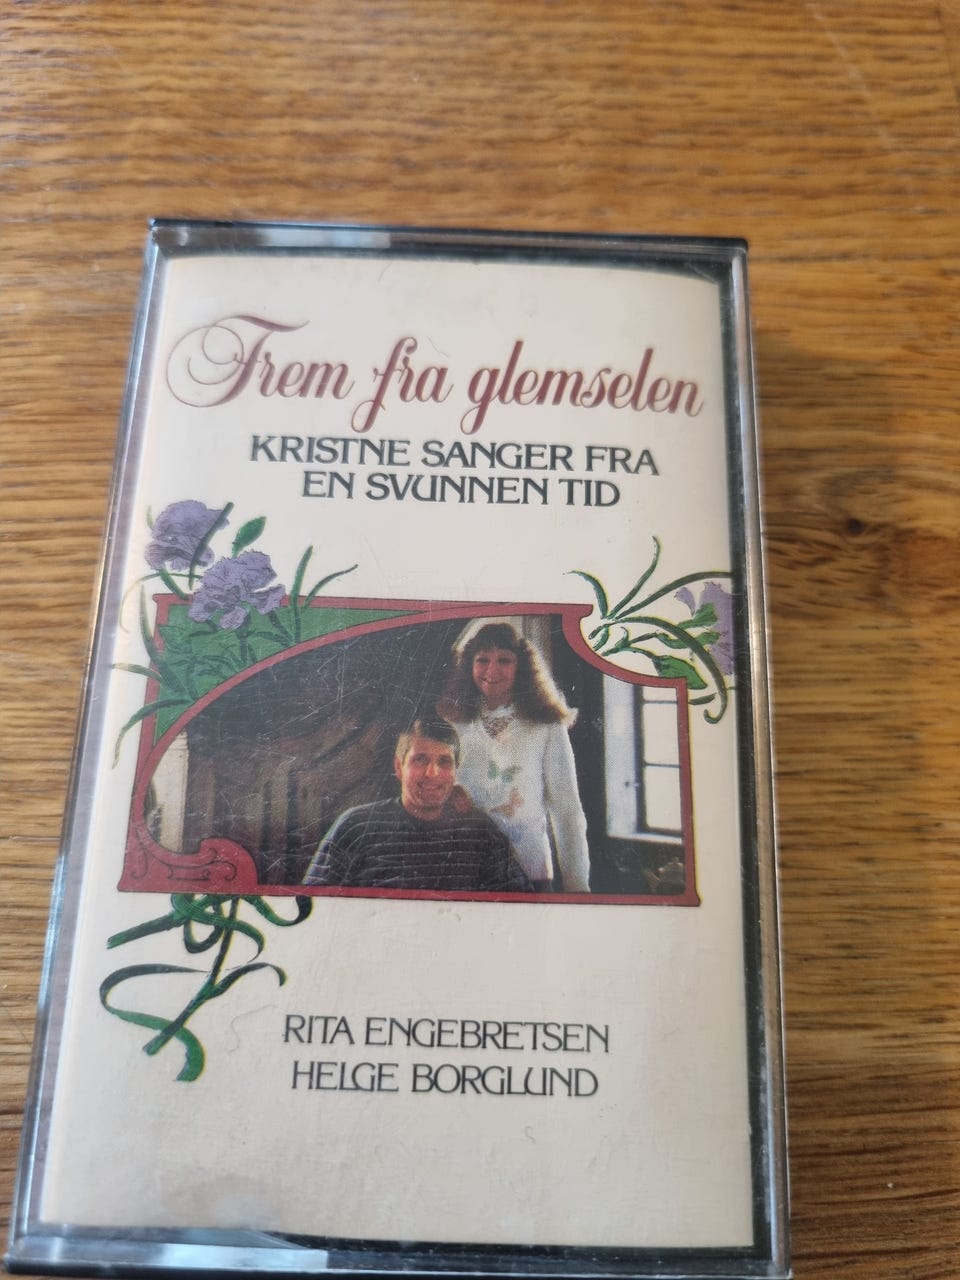 Frem fra glemselen
KRISTNE SANGER FRA
EN SVUNNEN TID
RITA ENGEBRETSEN
HELGE BORGLUND